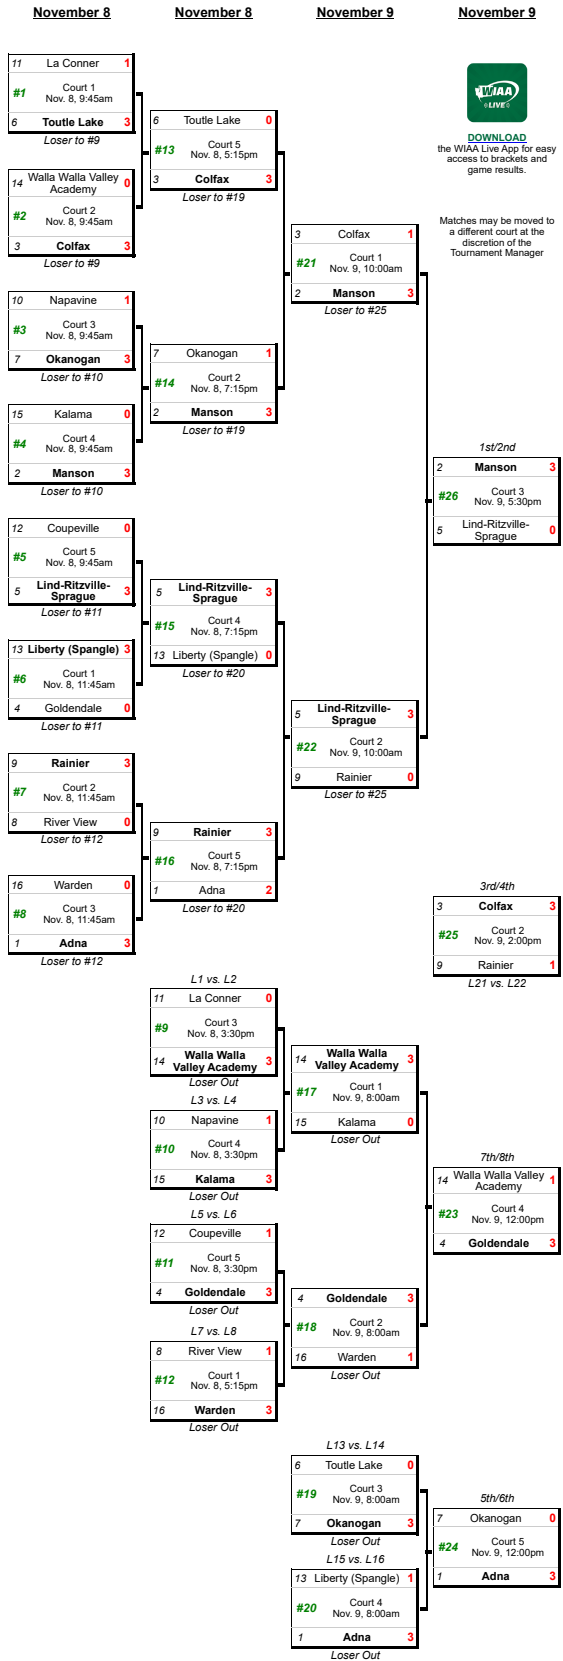 November 8
November 8
November 9
November 9
11 La Conner 1
#1 Court 1
Nov. 8, 9:45am
6 Toutle Lake 3
Loser to #9
14 Walla Walla Valley
Academy 0
#2 Court 2
Nov. 8, 9:45am
3 Colfax 3
Loser to #9
10 Napavine 1
#3 Court 3
Nov. 8, 9:45am
7 Okanogan 3
Loser to #10
15 Kalama 0
#4 Court 4
Nov. 8, 9:45am
2 Manson 3
Loser to #10
12 Coupeville 0
#5 Court 5
Nov. 8, 9:45am
5 Lind-Ritzville-
Sprague 3
Loser to #11
13 Liberty (Spangle) 3
#6 Court 1
Nov. 8, 11:45am
4 Goldendale 0
Loser to #11
9 Rainier 3
#7 Court 2
Nov. 8, 11:45am
8 River View 0
Loser to #12
16 Warden 0
#8 Court 3
Nov. 8, 11:45am
1 Adna 3
Loser to #12
6 Toutle Lake 0
#13 Court 5
Nov. 8, 5:15pm
3 Colfax 3
Loser to #19
7 Okanogan 1
#14 Court 2
Nov. 8, 7:15pm
2 Manson 3
Loser to #19
5 Lind-Ritzville-
Sprague 3
#15 Court 4
Nov. 8, 7:15pm
13 Liberty (Spangle) 0
Loser to #20
9 Rainier 3
#16 Court 5
Nov. 8, 7:15pm
1 Adna 2
Loser to #20
3 Colfax 1
#21 Court 1
Nov. 9, 10:00am
2 Manson 3
Loser to #25
5 Lind-Ritzville-
Sprague 3
#22 Court 2
Nov. 9, 10:00am
9 Rainier 0
Loser to #25
WIAA
LIVE
DOWNLOAD
the WIAA Live App for easy
access to brackets and
game results.
Matches may be moved to
a different court at the
discretion of the
Tournament Manager
1st/2nd
2 Manson 3
#26 Court 3
Nov. 9, 5:30pm
5 Lind-Ritzville-
Sprague 0
3rd/4th
3 Colfax 3
#25 Court 2
Nov. 9, 2:00pm
9 Rainier 1
L21 vs. L22
L1 vs. L2
11 La Conner 0
#9 Court 3
Nov. 8, 3:30pm
14 Walla Walla
Valley Academy 3
Loser Out
L3 vs. L4
10 Napavine 1
#10 Court 4
Nov. 8, 3:30pm
15 Kalama 3
Loser Out
L5 vs. L6
12 Coupeville 1
#11 Court 5
Nov. 8, 3:30pm
4 Goldendale 3
Loser Out
L7 vs. L8
8 River View 1
#12 Court 1
Nov. 8, 5:15pm
16 Warden 3
Loser Out
14 Walla Walla
Valley Academy 3
#17 Court 1
Nov. 9, 8:00am
15 Kalama 0
Loser Out
4 Goldendale 3
#18 Court 2
Nov. 9, 8:00am
16 Warden 1
Loser Out
7th/8th
14 Walla Walla Valley
Academy 1
#23 Court 4
Nov. 9, 12:00pm
4 Goldendale 3
L13 vs. L14
6 Toutle Lake 0
#19 Court 3
Nov. 9, 8:00am
7 Okanogan 3
Loser Out
L15 vs. L16
13 Liberty (Spangle) 1
#20 Court 4
Nov. 9, 8:00am
1 Adna 3
Loser Out
5th/6th
7 Okanogan 0
#24 Court 5
Nov. 9, 12:00pm
1 Adna 3